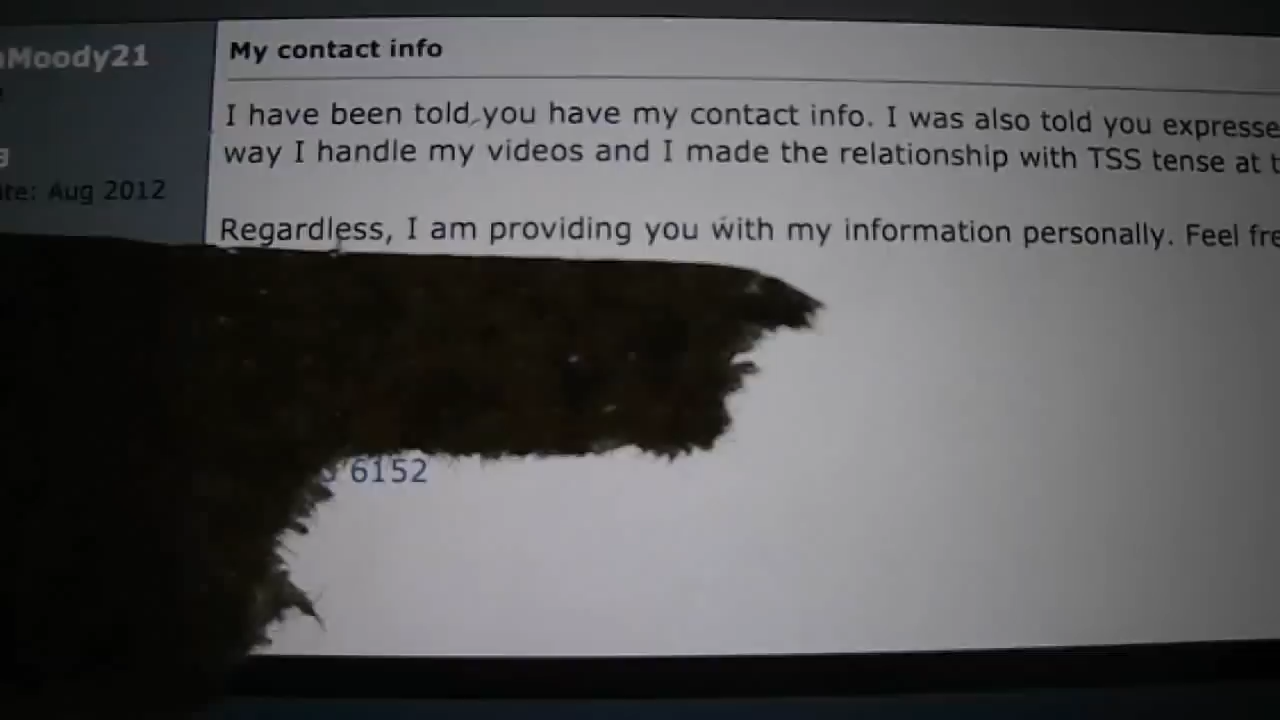 Moody21
My contact info
I have been told you have my contact info. I was also told you expresse
way I handle my videos and I made the relationship with TSS tense at t
Aug 2012
Regardless, I am providing you with my information personally. Feel fre
6152